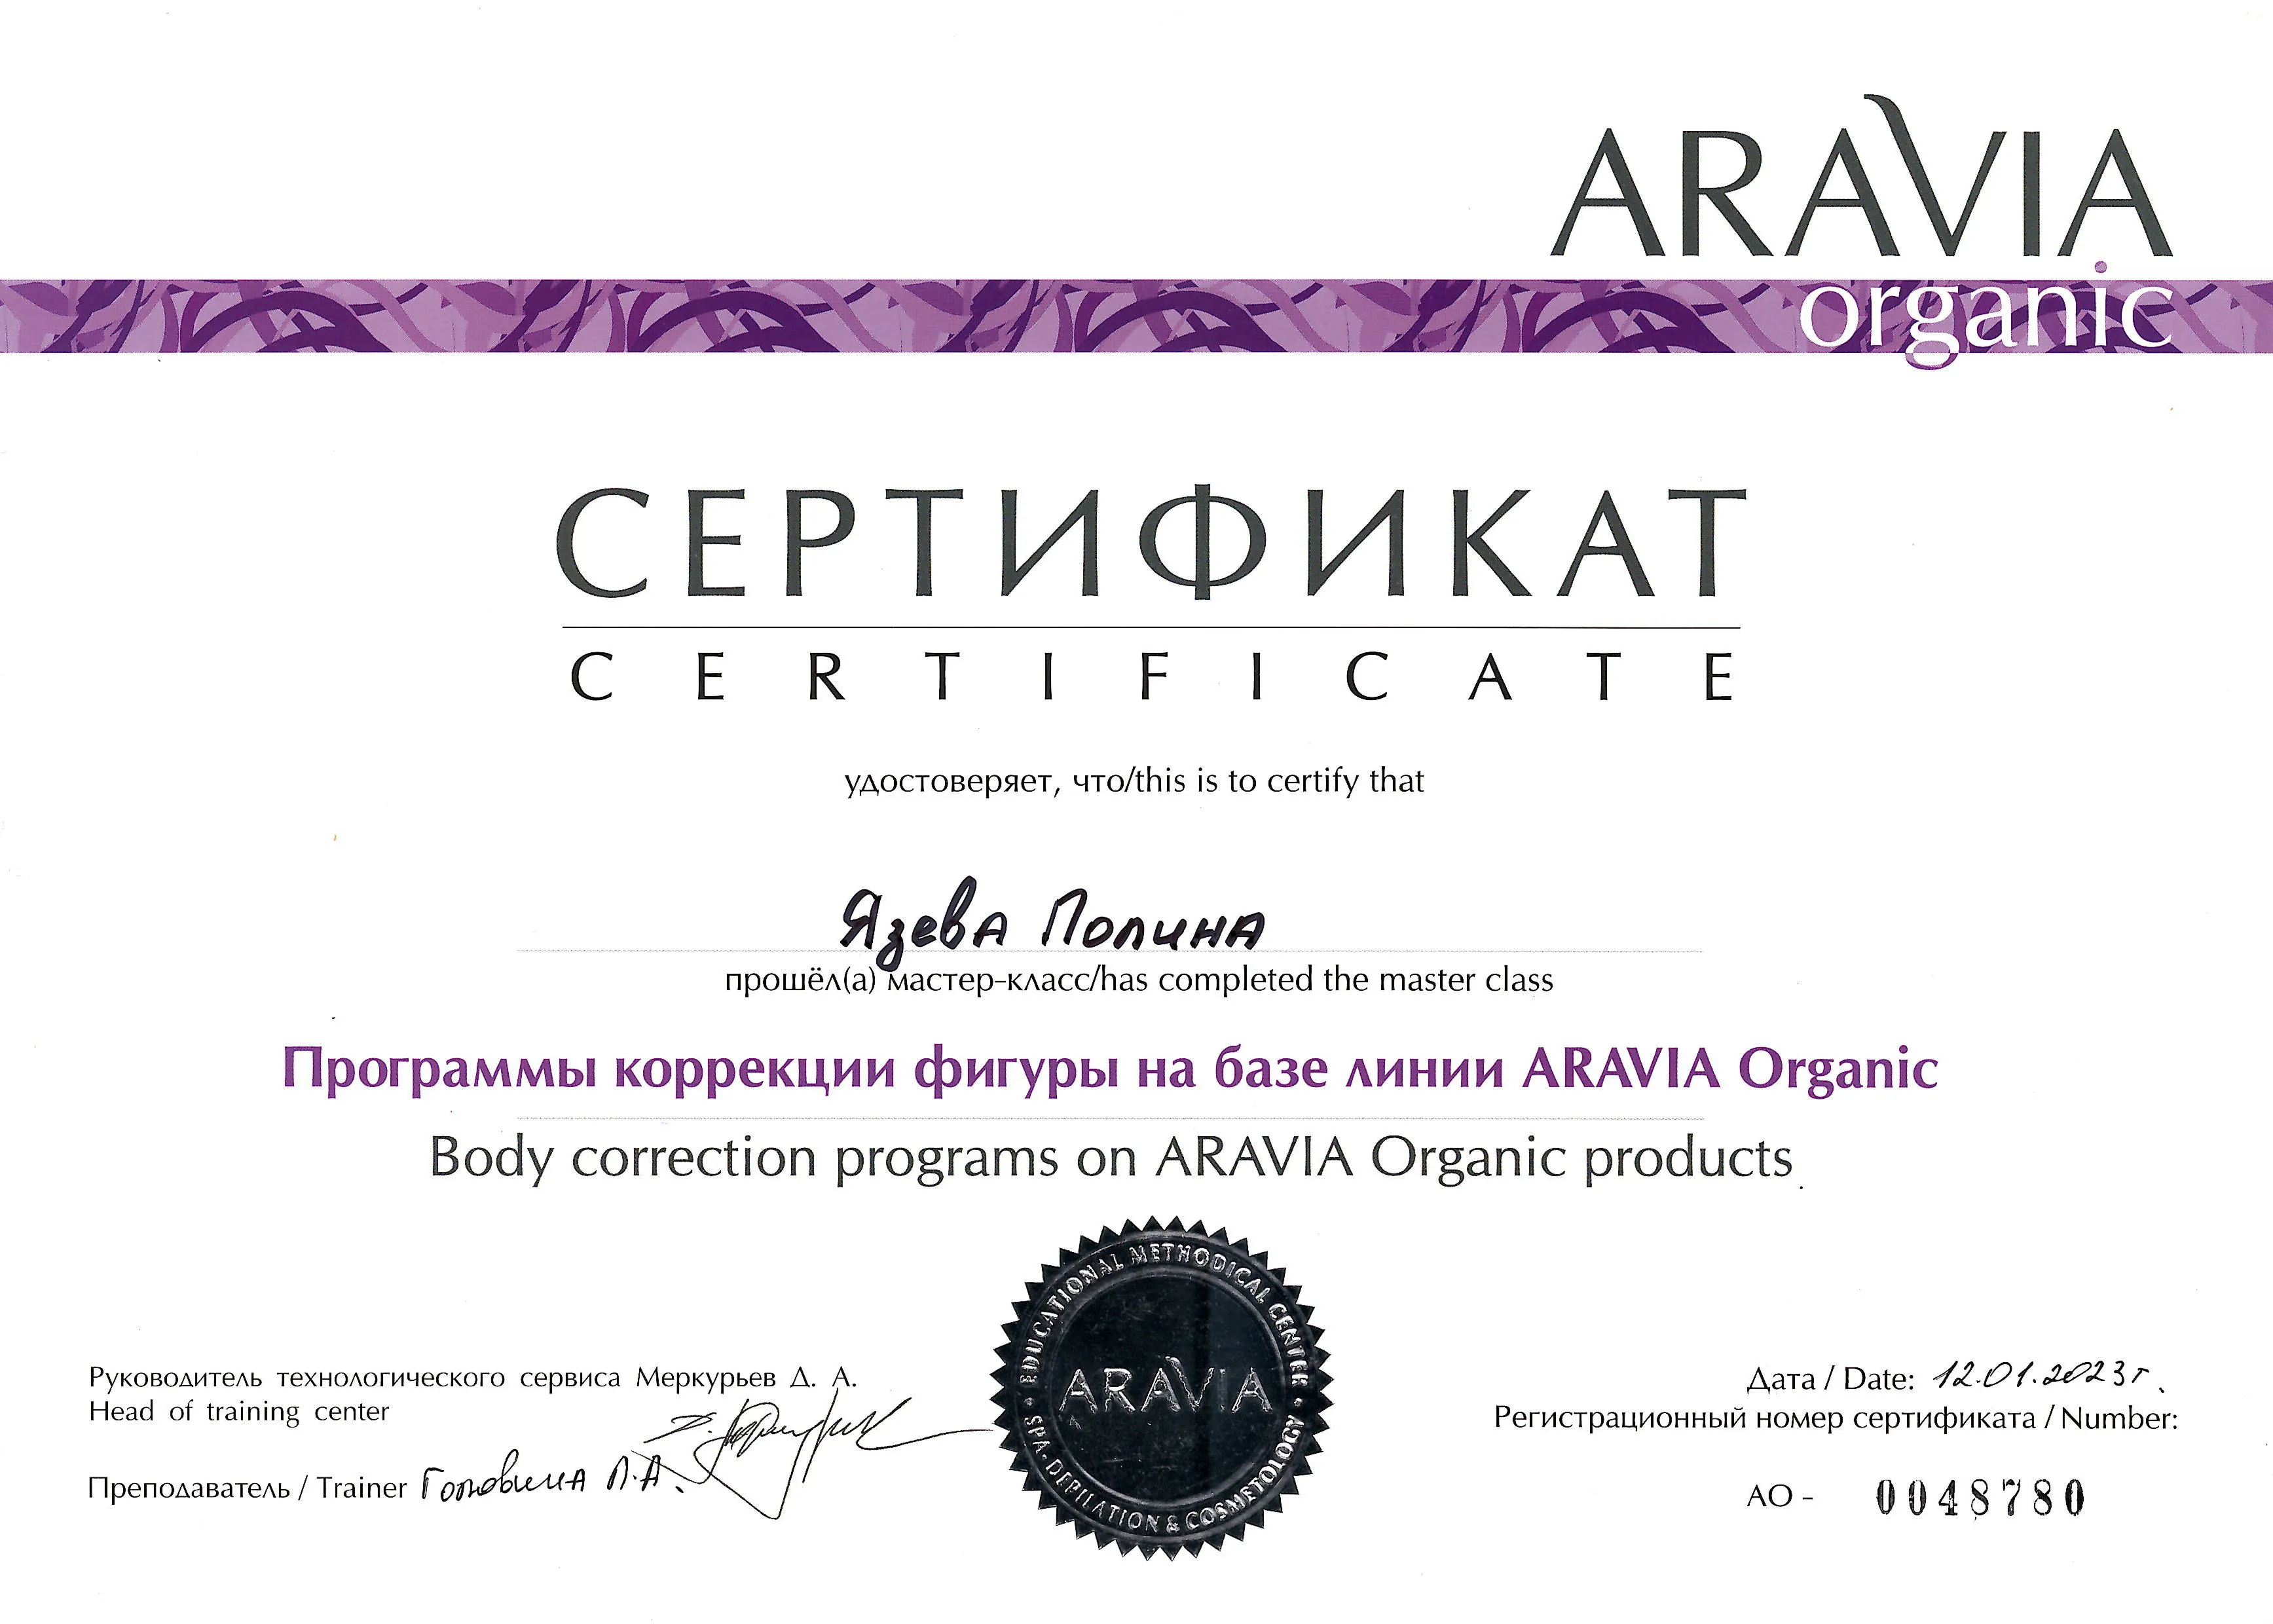 ARAVIA
organic
СЕРТИФИКАТ
CERTIFICATE
удостоверяет, что/this is to certify that
Язева Полина
прошёл(а) мастер-класс/has completed the master class
Программы коррекции фигуры на базе линии ARAVIA Organic
Body correction programs on ARAVIA Organic products
EDUCATIONAL METHODICAL CENTER
ARAVIA
SPA · DEPILATION & COSMETOLOGY
Руководитель технологического сервиса Меркурьев Д. А.
Head of training center
Преподаватель / Trainer Головина Л.А.
Дата / Date: 12.01.2023г.
Регистрационный номер сертификата / Number:
АО - 0048780